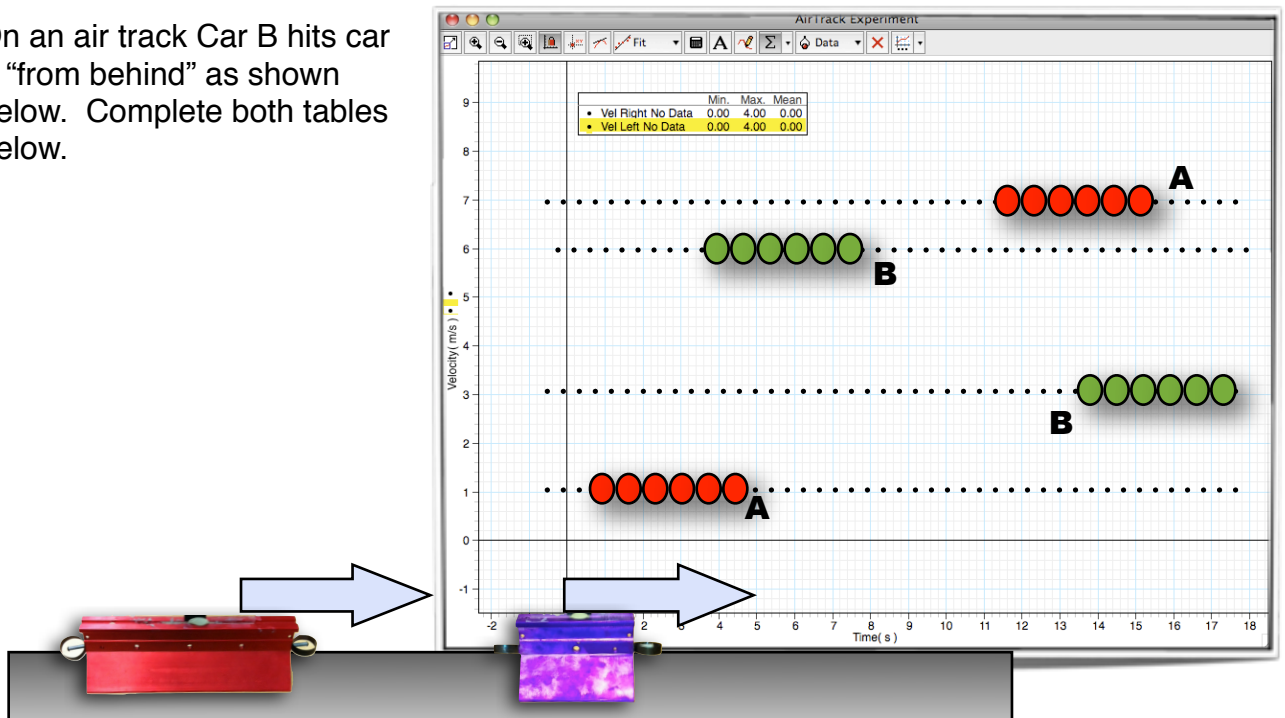 n an air track Car B hits car
"from behind" as shown
elow. Complete both tables
elow.
AirTrack Experiment
Fit
A
Σ
Data
Min. Max. Mean
• Vel Right No Data 0.00 4.00 0.00
• Vel Left No Data 0.00 4.00 0.00
9
8
7
6
5
4
3
2
1
0
-1
Velocity( m/s )
A
B
B
A
-2 2 3 4 5 6 7 8 9 10 11 12 13 14 15 16 17 18
Time( s )